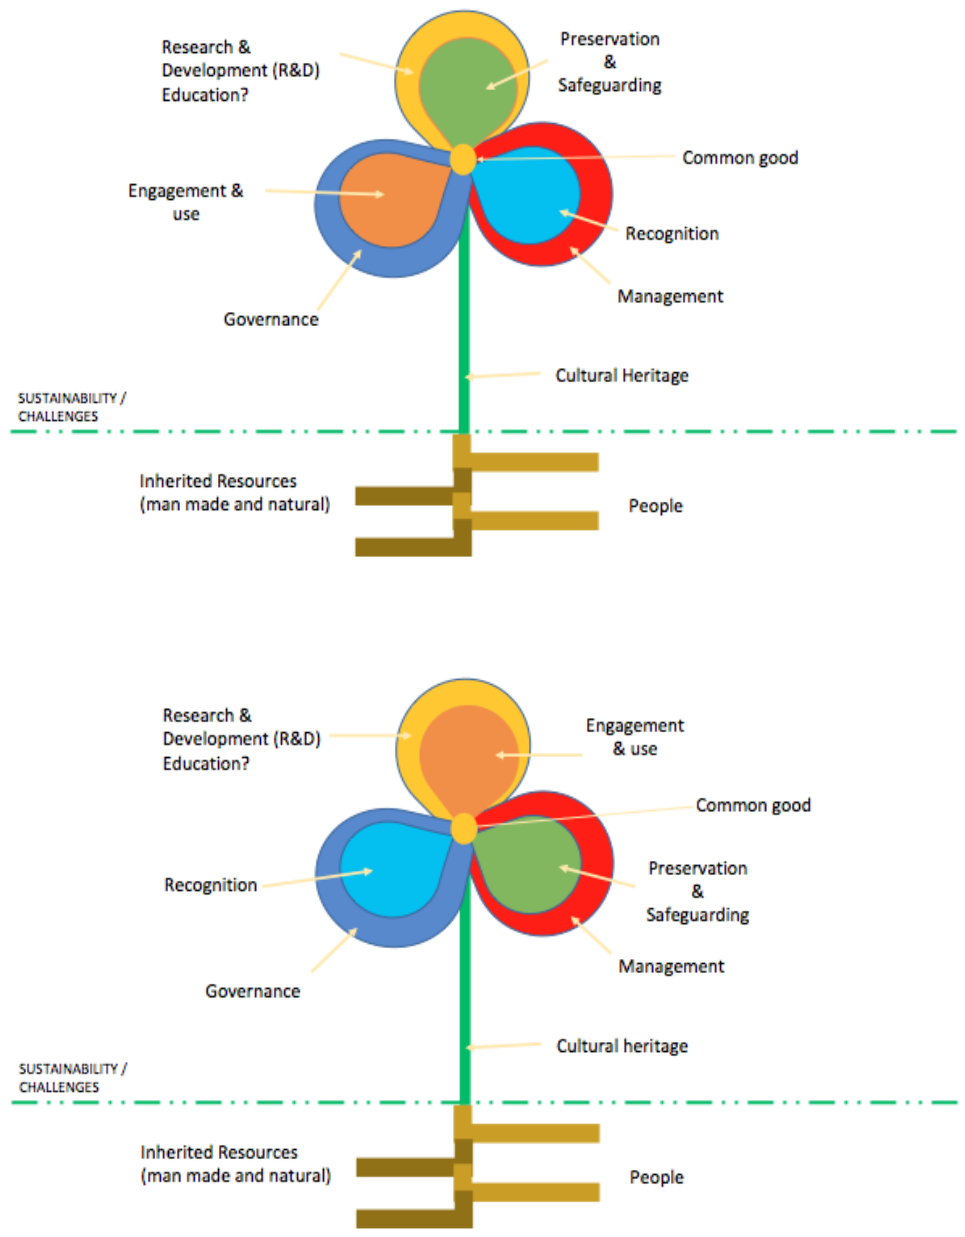 Research &
Development (R&D)
Education?
Preservation
&
Safeguarding
Common good
Engagement &
use
Recognition
Management
Governance
Cultural Heritage
SUSTAINABILITY /
CHALLENGES
Inherited Resources
(man made and natural)
People
Research &
Development (R&D)
Education?
Engagement
& use
Common good
Recognition
Preservation
&
Safeguarding
Management
Governance
Cultural heritage
SUSTAINABILITY /
CHALLENGES
Inherited Resources
(man made and natural)
People